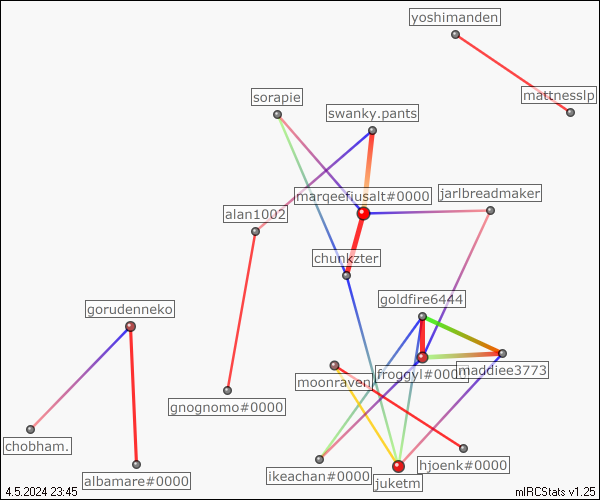 yoshimanden
mattnesslp
sorapie
swanky.pants
marqeefiusalt#0000
jarlbreadmaker
alan1002
chunkzter
goldfire6444
gorudenneko
froggyl#0000
maddiee3773
moonraven
gnognomo#0000
chobham.
hjoenk#0000
ikeachan#0000
albamare#0000
juketm
4.5.2024 23:45
mIRCStats v1.25